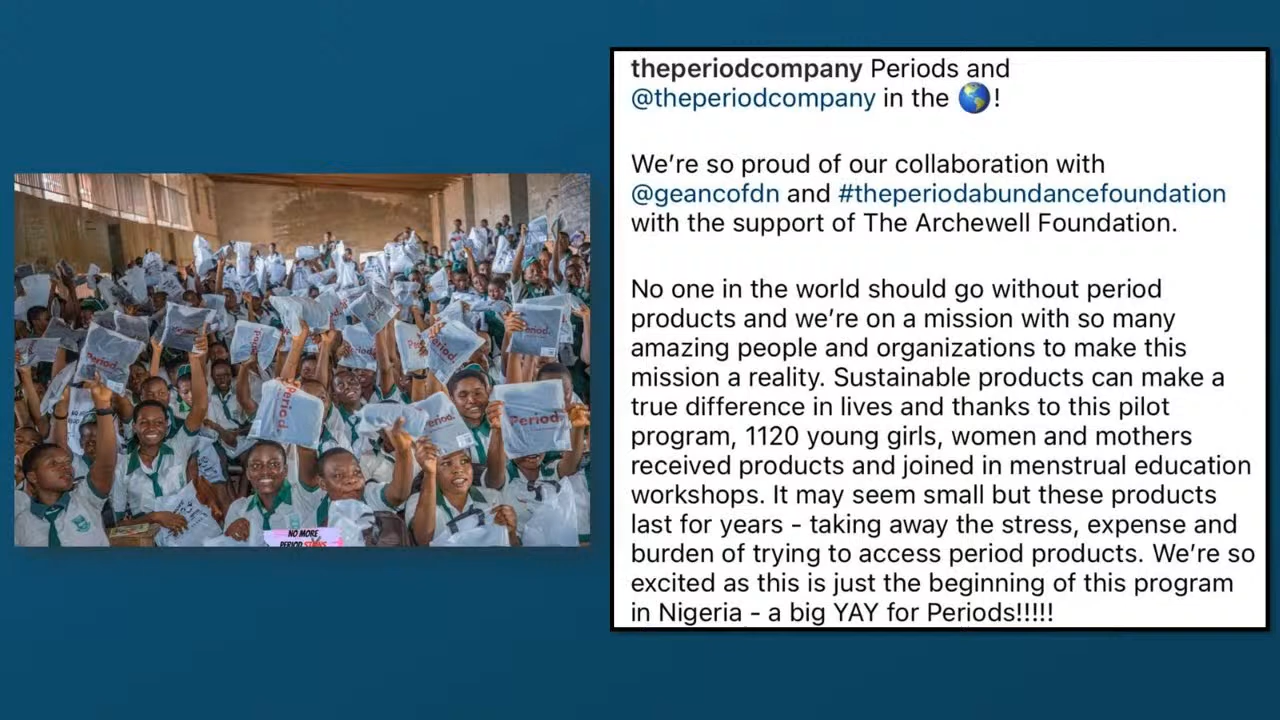 theperiodcompany Periods and
@theperiodcompany in the 🌎!
We’re so proud of our collaboration with
@geancofdn and #theperiodabundancefoundation
with the support of The Archewell Foundation.
No one in the world should go without period
products and we’re on a mission with so many
amazing people and organizations to make this
mission a reality. Sustainable products can make a
true difference in lives and thanks to this pilot
program, 1120 young girls, women and mothers
received products and joined in menstrual education
workshops. It may seem small but these products
last for years - taking away the stress, expense and
burden of trying to access period products. We’re so
excited as this is just the beginning of this program
in Nigeria - a big YAY for Periods!!!!!
Period.
Period.
Period.
Period.
Period.
Period.
NO MORE
PERIOD